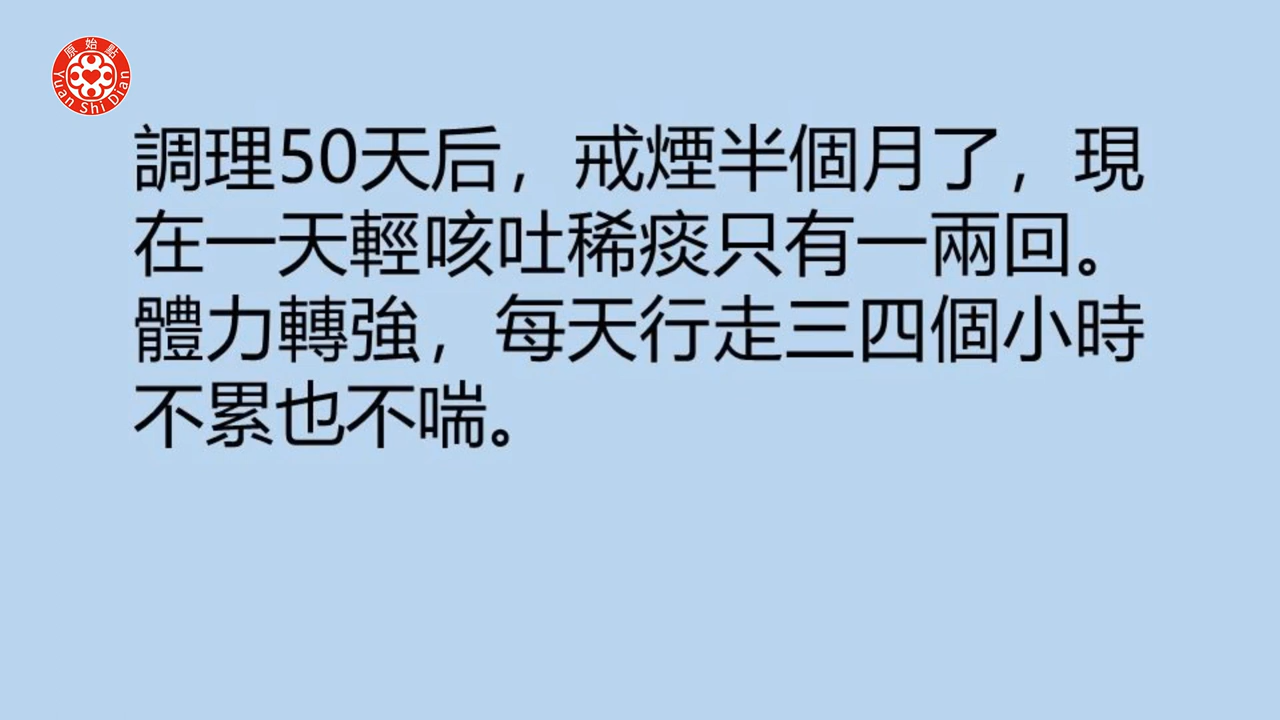 原始點
Yuan Shi Dian
調理50天后，戒煙半個月了，現
在一天輕咳吐稀痰只有一兩回。
體力轉強，每天行走三四個小時
不累也不喘。